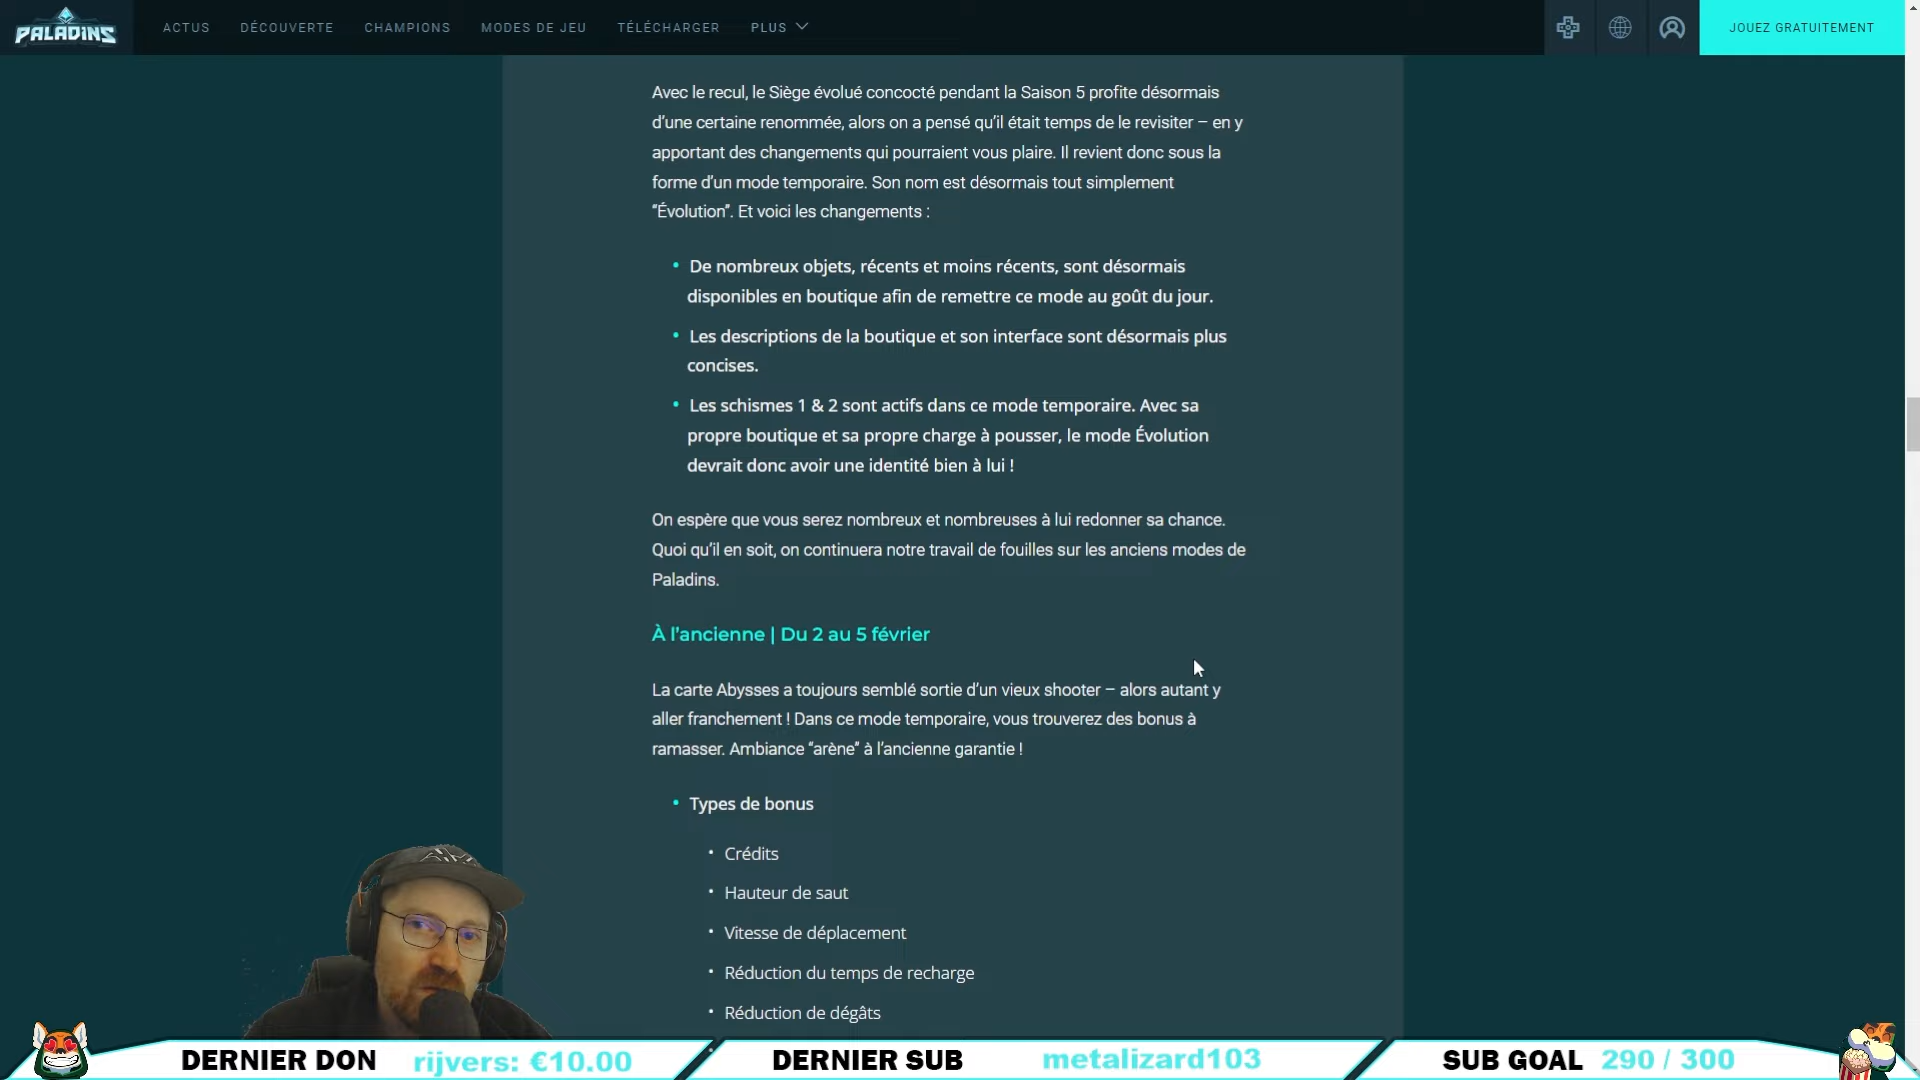 PALADINS
ACTUS
DÉCOUVERTE
CHAMPIONS
MODES DE JEU
TÉLÉCHARGER
PLUS
JOUEZ GRATUITEMENT
Avec le recul, le Siège évolué concocté pendant la Saison 5 profite désormais
d’une certaine renommée, alors on a pensé qu’il était temps de le revisiter – en y
apportant des changements qui pourraient vous plaire. Il revient donc sous la
forme d’un mode temporaire. Son nom est désormais tout simplement
“Évolution”. Et voici les changements :
• De nombreux objets, récents et moins récents, sont désormais
disponibles en boutique afin de remettre ce mode au goût du jour.
• Les descriptions de la boutique et son interface sont désormais plus
concises.
• Les schismes 1 & 2 sont actifs dans ce mode temporaire. Avec sa
propre boutique et sa propre charge à pousser, le mode Évolution
devrait donc avoir une identité bien à lui !
On espère que vous serez nombreux et nombreuses à lui redonner sa chance.
Quoi qu’il en soit, on continuera notre travail de fouilles sur les anciens modes de
Paladins.
À l’ancienne | Du 2 au 5 février
La carte Abysses a toujours semblé sortie d’un vieux shooter – alors autant y
aller franchement ! Dans ce mode temporaire, vous trouverez des bonus à
ramasser. Ambiance “arène” à l’ancienne garantie !
• Types de bonus
• Crédits
• Hauteur de saut
• Vitesse de déplacement
• Réduction du temps de recharge
• Réduction de dégâts
DERNIER DON rijvers: €10.00
DERNIER SUB metalizard103
SUB GOAL 290 / 300